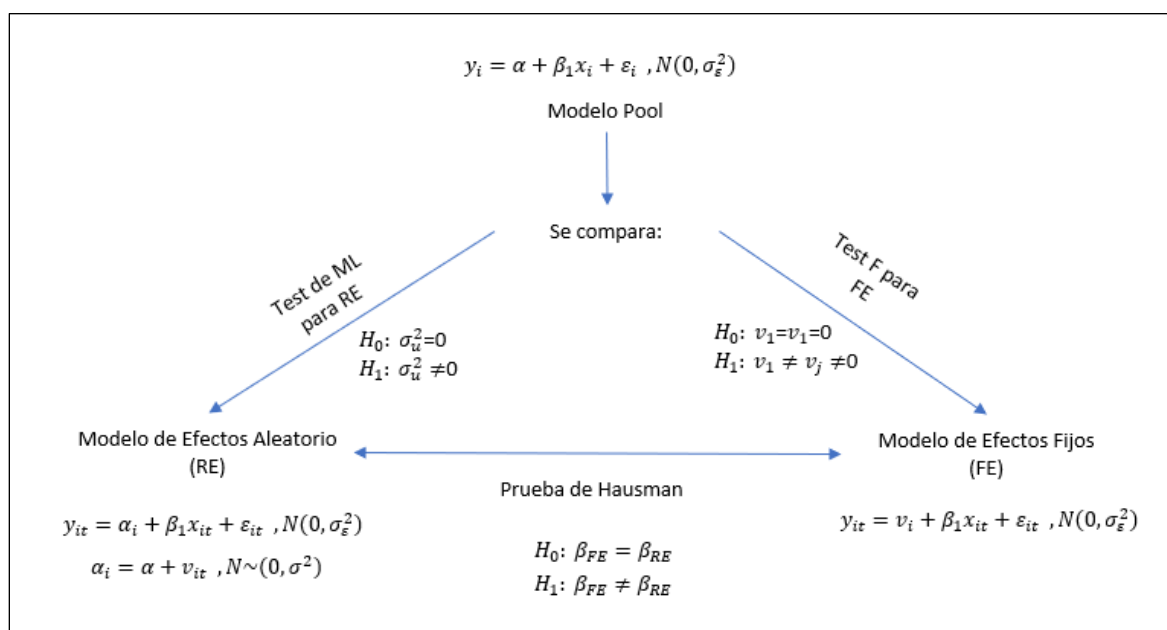 y_i = α + β_1x_i + ε_i , N(0, σ_ε^2)
Modelo Pool
Se compara:
Test de ML
para RE
Test F para
FE
H_0: σ_u^2=0
H_1: σ_u^2 ≠0
H_0: v_1=v_1=0
H_1: v_1 ≠ v_j ≠0
Modelo de Efectos Aleatorio
(RE)
Modelo de Efectos Fijos
(FE)
Prueba de Hausman
y_it = α_i + β_1x_it + ε_it , N(0, σ_ε^2)
α_i = α + v_it , N~(0, σ^2)
y_it = v_i + β_1x_it + ε_it , N(0, σ_ε^2)
H_0: β_FE = β_RE
H_1: β_FE ≠ β_RE